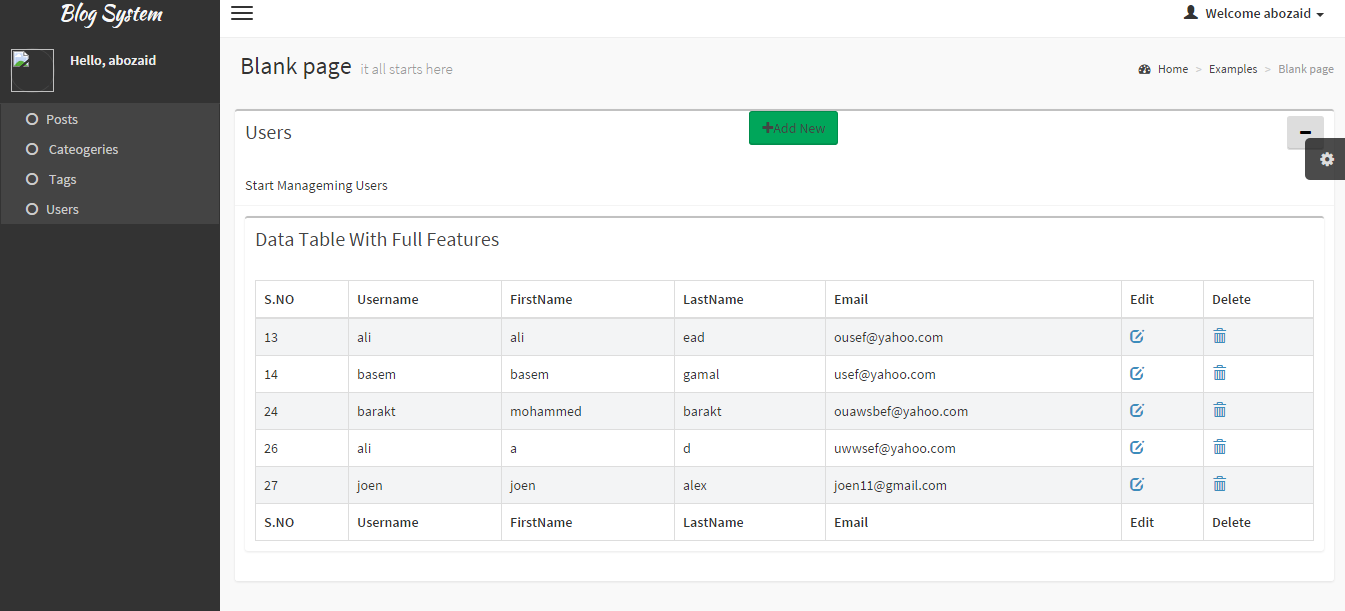 Blog System
Welcome abozaid
Hello, abozaid
Posts
Cateogeries
Tags
Users
Blank page it all starts here
Home > Examples > Blank page
Users
Add New
Start Manageming Users
Data Table With Full Features
S.NO Username FirstName LastName Email Edit Delete
13 ali ali ead ousef@yahoo.com
14 basem basem gamal usef@yahoo.com
24 barakt mohammed barakt ouawsbef@yahoo.com
26 ali a d uwwsef@yahoo.com
27 joen joen alex joen11@gmail.com
S.NO Username FirstName LastName Email Edit Delete